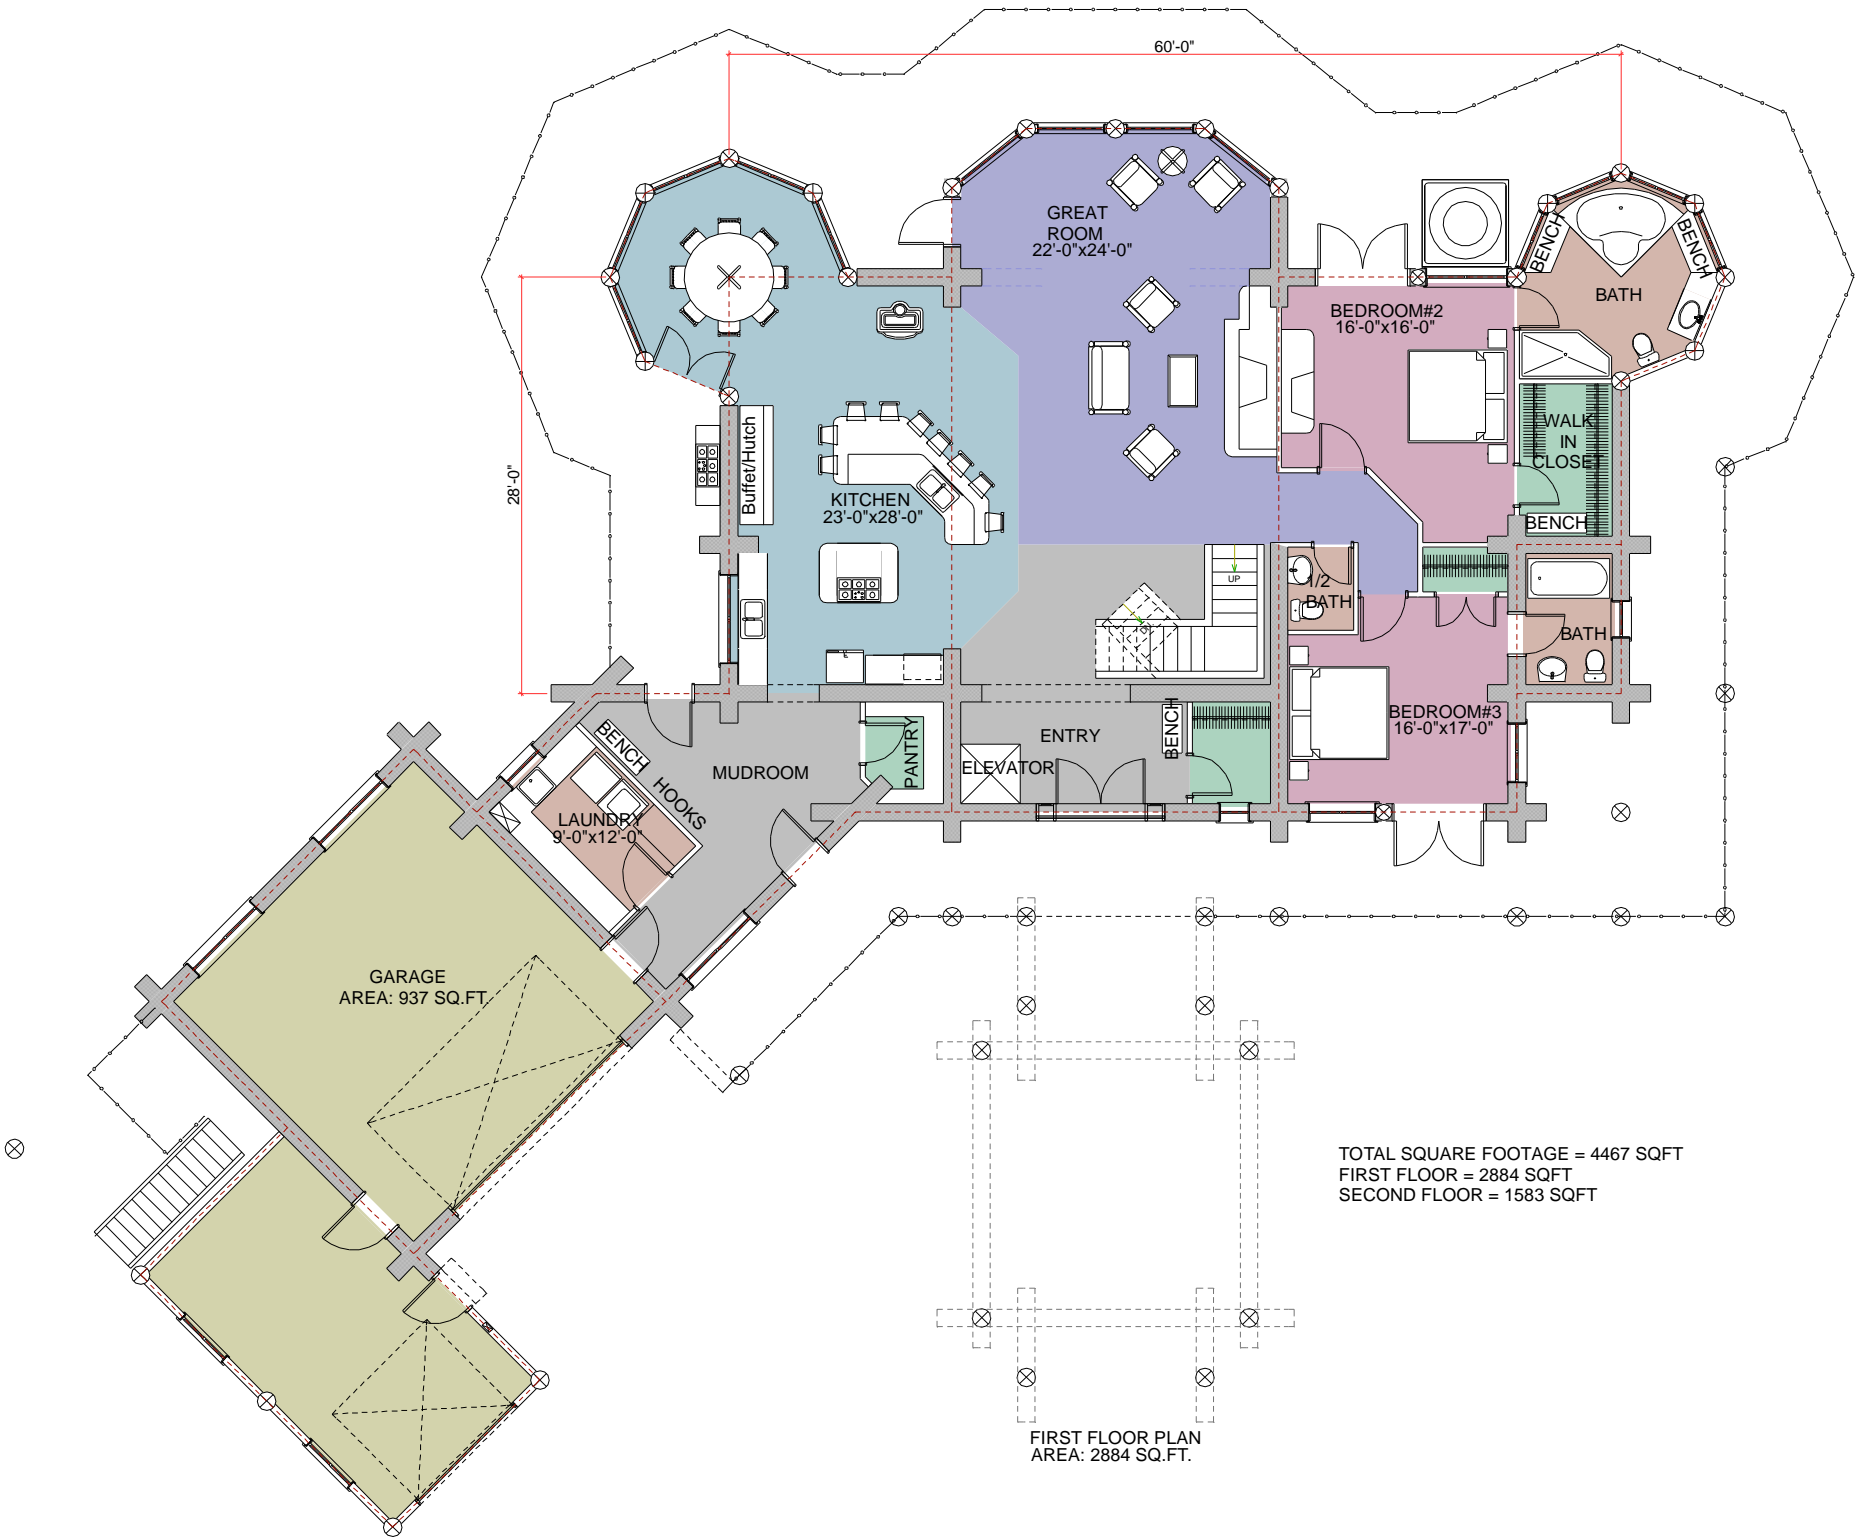 60'-0"
GREAT
ROOM
22'-0"x24'-0"
BENCH
BENCH
BATH
BEDROOM#2
16'-0"x16'-0"
28'-0"
Buffet/Hutch
KITCHEN
23'-0"x28'-0"
WALK
IN
CLOSET
BENCH
UP
1/2
BATH
BATH
BEDROOM#3
16'-0"x17'-0"
BENCH
HOOKS
MUDROOM
PANTRY
ENTRY
BENCH
ELEVATOR
LAUNDRY
9'-0"x12'-0"
GARAGE
AREA: 937 SQ.FT.
TOTAL SQUARE FOOTAGE = 4467 SQFT
FIRST FLOOR = 2884 SQFT
SECOND FLOOR = 1583 SQFT
FIRST FLOOR PLAN
AREA: 2884 SQ.FT.